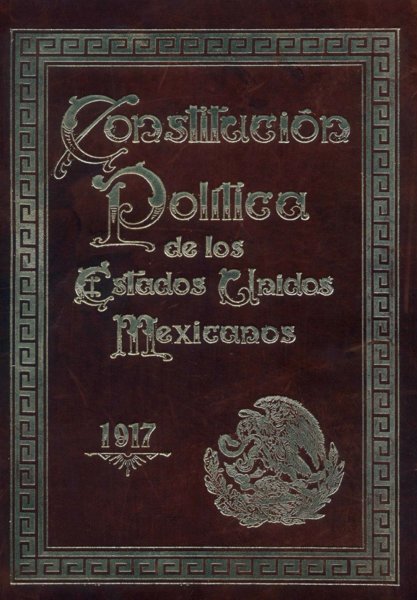 Constitución
Política
de los
Estados Unidos
Mexicanos
1917